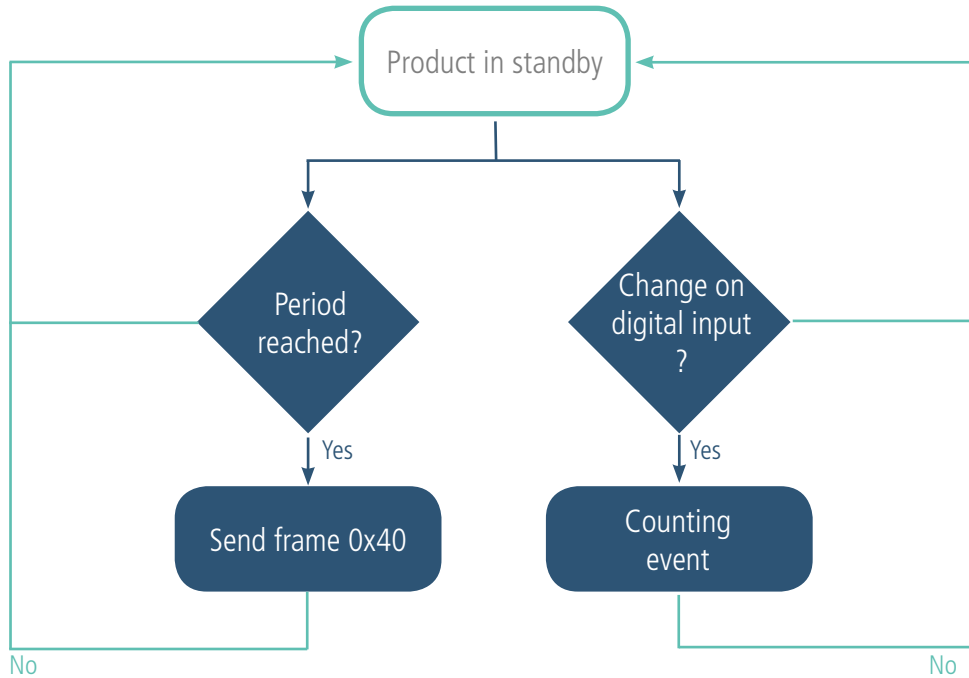 Product in standby
Period
reached?
Change on
digital input
?
Yes
Yes
Send frame 0x40
Counting
event
No
No